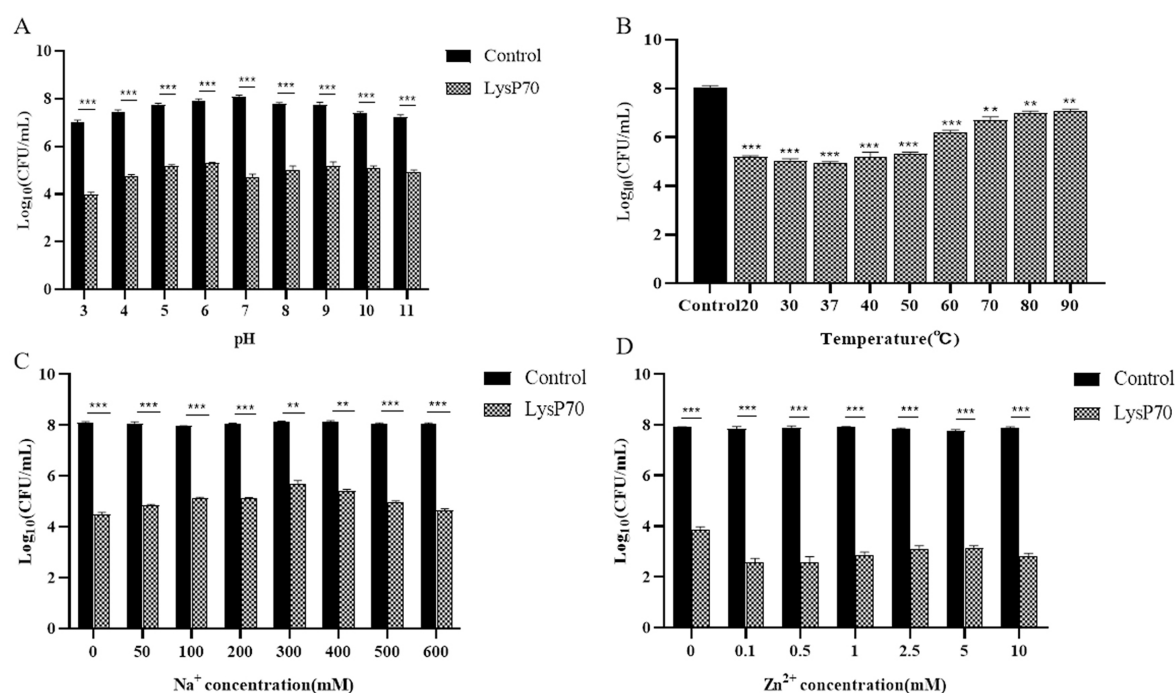 A
10
8
6
4
2
0
Log10(CFU/mL)
*** *** *** *** *** *** *** *** ***
3 4 5 6 7 8 9 10 11
pH
Control
LysP70
B
10
8
6
4
2
0
Log10(CFU/mL)
*** *** *** *** *** *** ** ** **
Control 20 30 37 40 50 60 70 80 90
Temperature(℃)
C
10
8
6
4
2
0
Log10(CFU/mL)
*** *** *** *** ** ** *** ***
0 50 100 200 300 400 500 600
Na+ concentration(mM)
Control
LysP70
D
10
8
6
4
2
0
Log10(CFU/mL)
*** *** *** *** *** *** ***
0 0.1 0.5 1 2.5 5 10
Zn2+ concentration(mM)
Control
LysP70